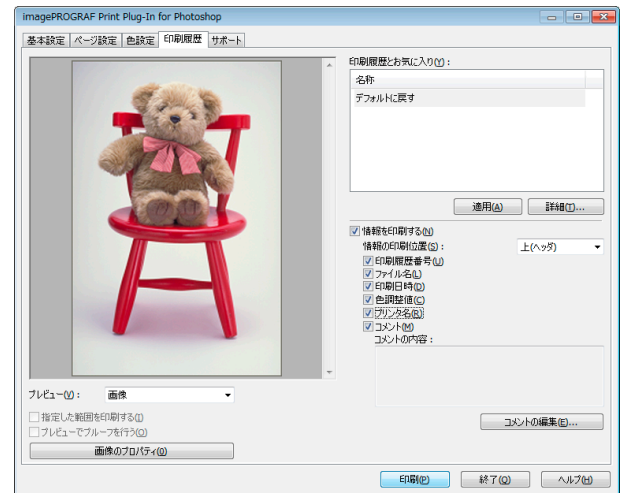 imagePROGRAF Print Plug-In for Photoshop
基本設定 ページ設定 色設定 印刷履歴 サポート
印刷履歴とお気に入り(Y)：
名称
デフォルトに戻す
適用(A) 詳細(T)...
情報を印刷する(N)
情報の印刷位置(S)： 上(ヘッダ)
印刷履歴番号(U)
ファイル名(L)
印刷日時(D)
色調整値(C)
プリンタ名(R)
コメント(M)
コメントの内容：
プレビュー(V)： 画像
指定した範囲を印刷する(I)
プレビューでプルーフを行う(O)
コメントの編集(E)...
画像のプロパティ(0)
印刷(P) 終了(Q) ヘルプ(H)